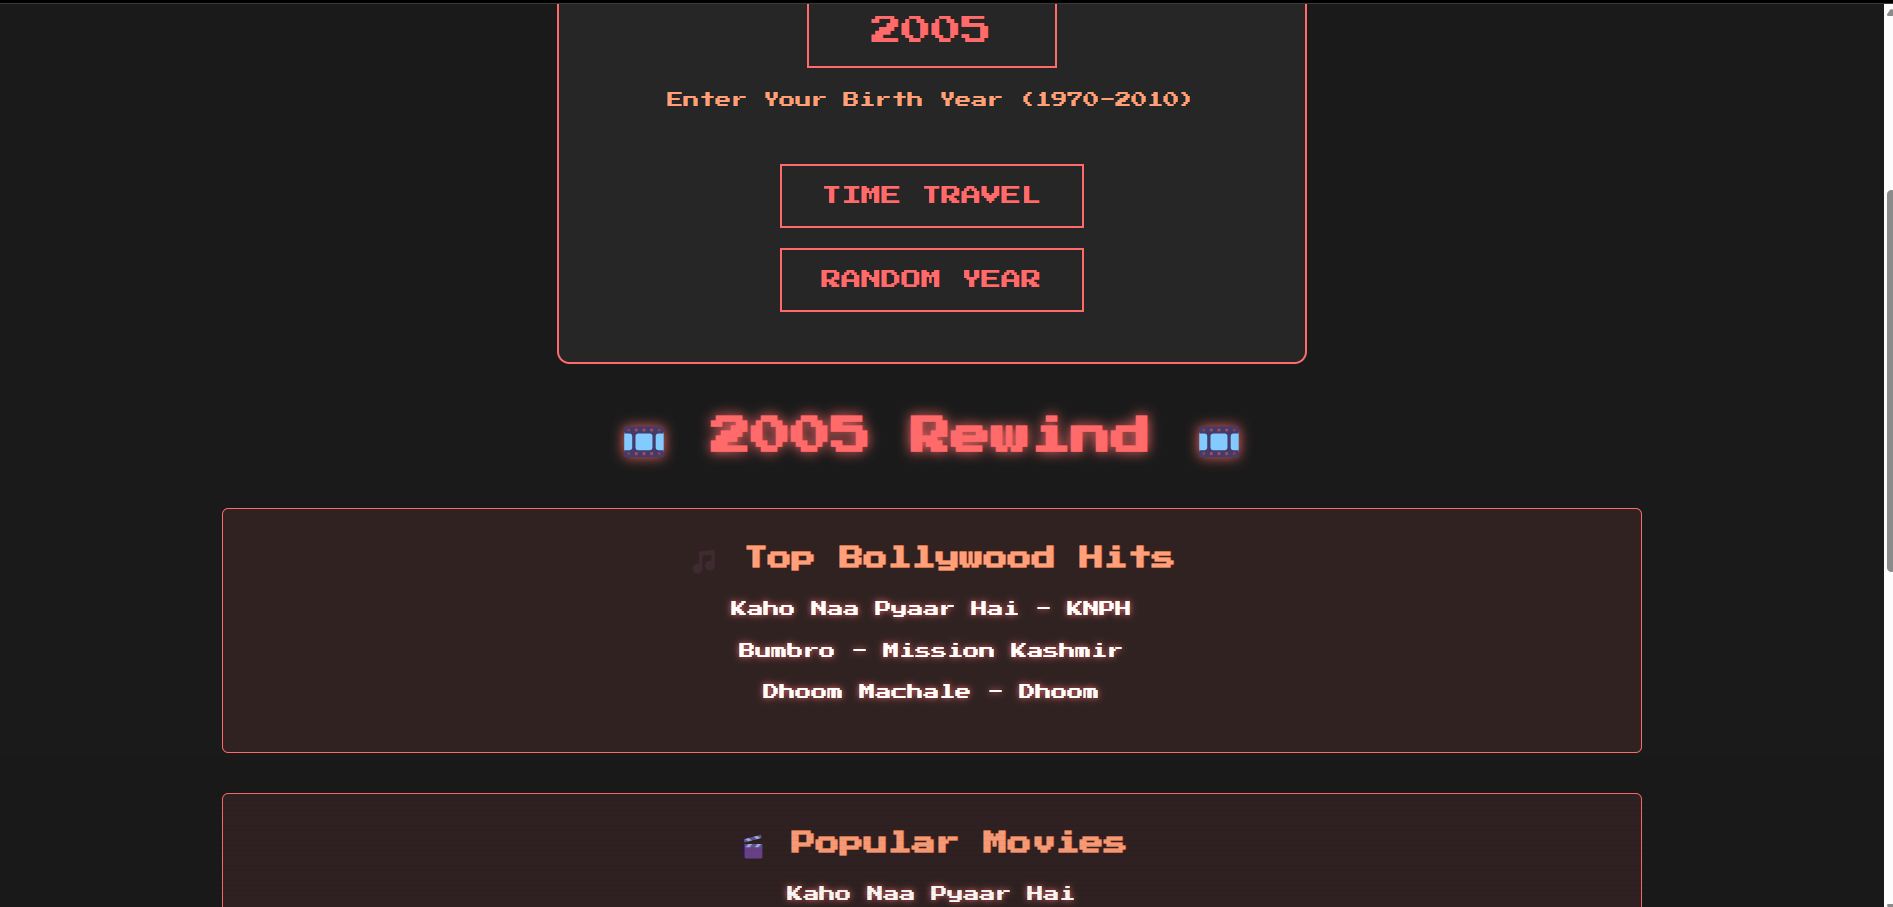 2005
Enter Your Birth Year (1970-2010)
TIME TRAVEL
RANDOM YEAR
2005 Rewind
Top Bollywood Hits
Kaho Naa Pyaar Hai - KNPH
Bumbro - Mission Kashmir
Dhoom Machale - Dhoom
Popular Movies
Kaho Naa Pyaar Hai